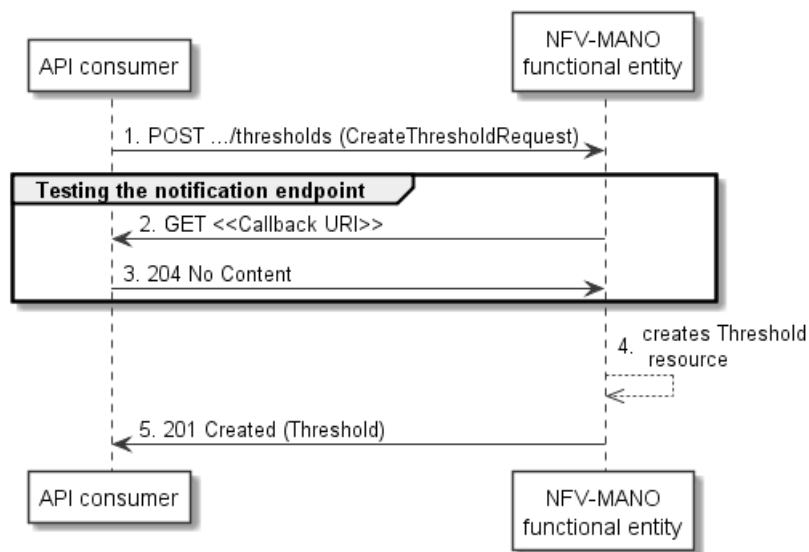 API consumer
NFV-MANO
functional entity
1. POST .../thresholds (CreateThresholdRequest)
Testing the notification endpoint
2. GET <<Callback URI>>
3. 204 No Content
4. creates Threshold
resource
5. 201 Created (Threshold)
API consumer
NFV-MANO
functional entity